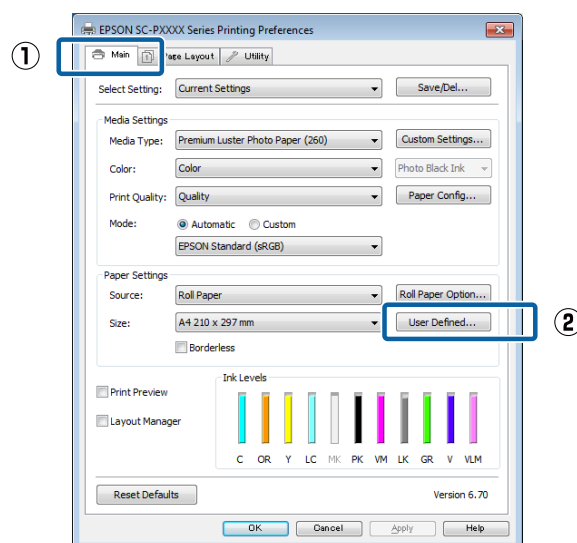 EPSON SC-PXXXX Series Printing Preferences
1
Main
Page Layout
Utility
Select Setting: Current Settings Save/Del...
Media Settings
Media Type: Premium Luster Photo Paper (260) Custom Settings...
Color: Color Photo Black Ink
Print Quality: Quality Paper Config...
Mode: Automatic Custom
EPSON Standard (sRGB)
Paper Settings
Source: Roll Paper Roll Paper Option...
Size: A4 210 x 297 mm User Defined... 2
Borderless
Ink Levels
Print Preview
Layout Manager
C OR Y LC MK PK VM LK GR V VLM
Reset Defaults Version 6.70
OK Cancel Apply Help